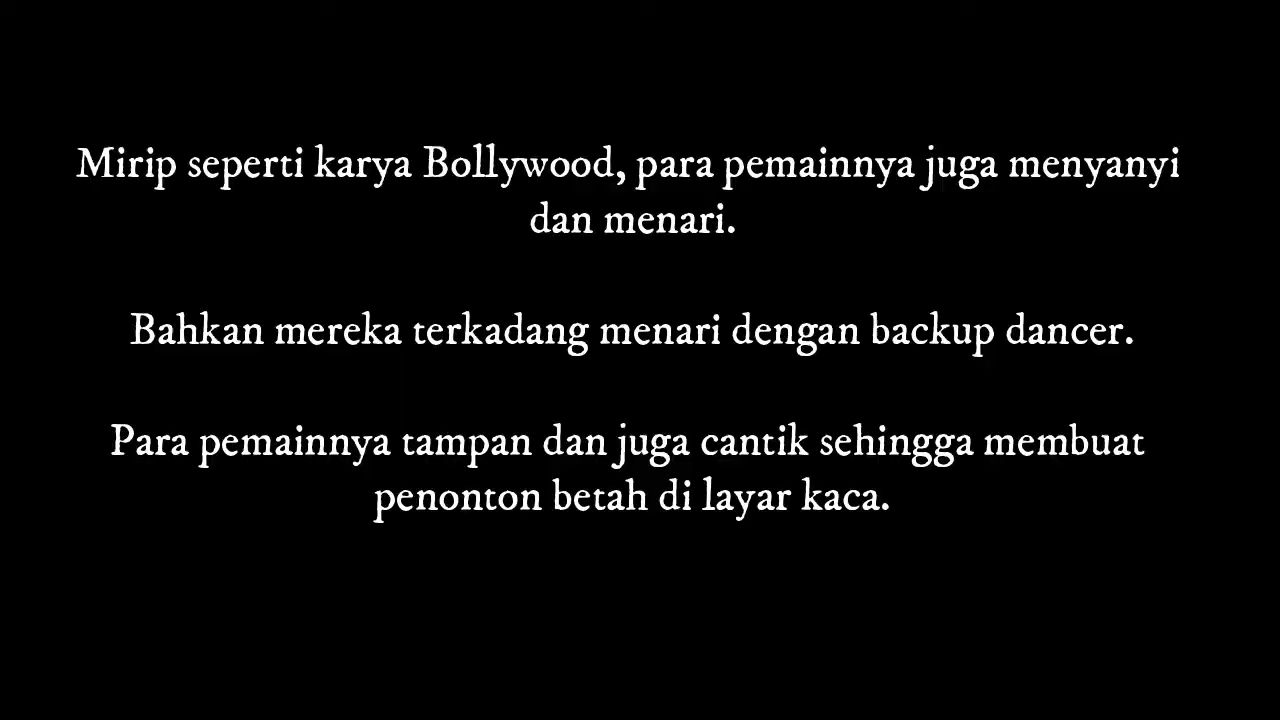 Mirip seperti karya Bollywood, para pemainnya juga menyanyi
dan menari.
Bahkan mereka terkadang menari dengan backup dancer.
Para pemainnya tampan dan juga cantik sehingga membuat
penonton betah di layar kaca.